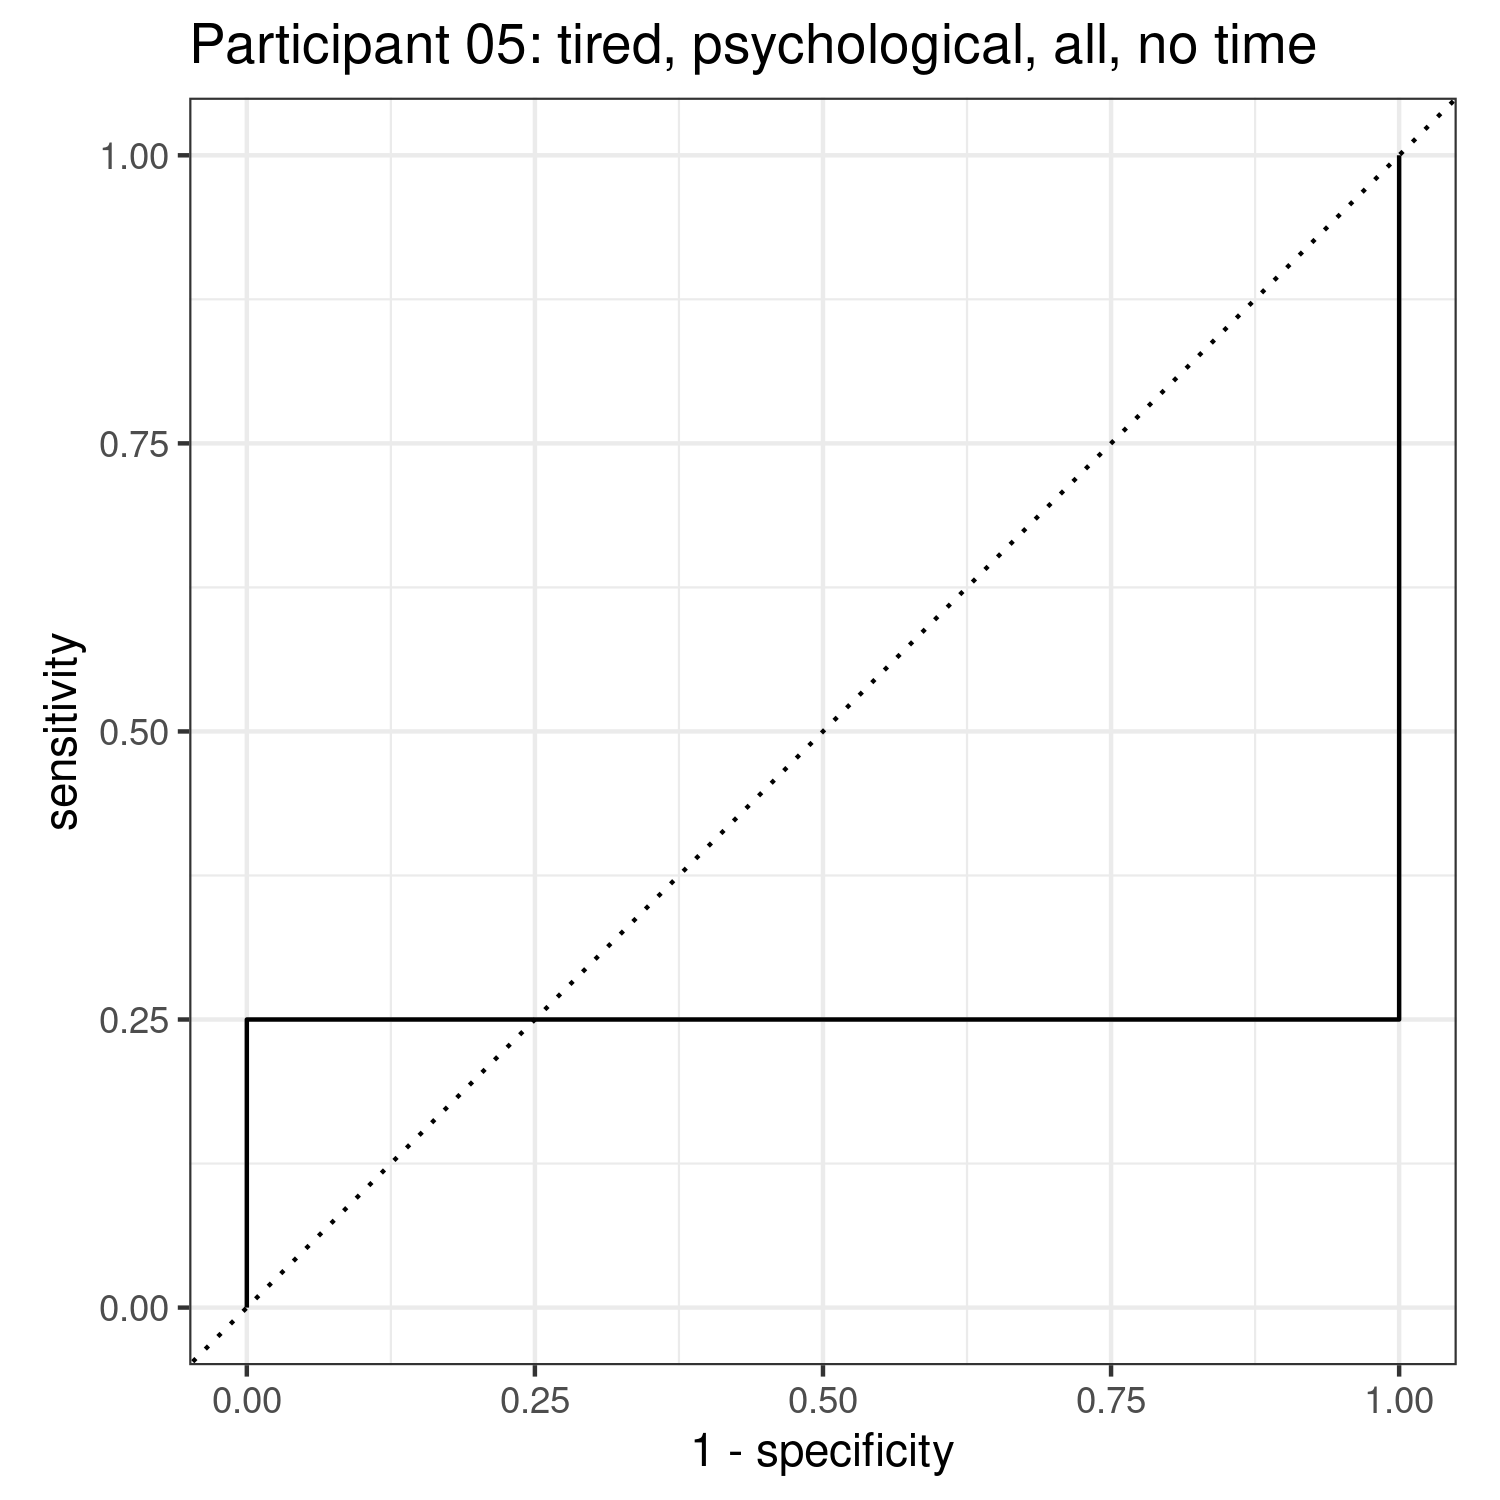 Participant 05: tired, psychological, all, no time
1.00
0.75
0.50
0.25
0.00
sensitivity
0.00 0.25 0.50 0.75 1.00
1 - specificity